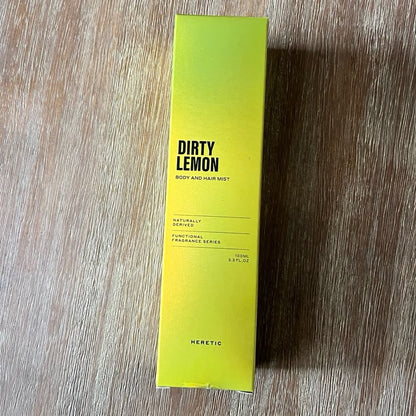 DIRTY
LEMON
BODY AND HAIR MIST
NATURALLY
DERIVED
FUNCTIONAL
FRAGRANCE SERIES
100ML
3.3 FL.OZ
HERETIC